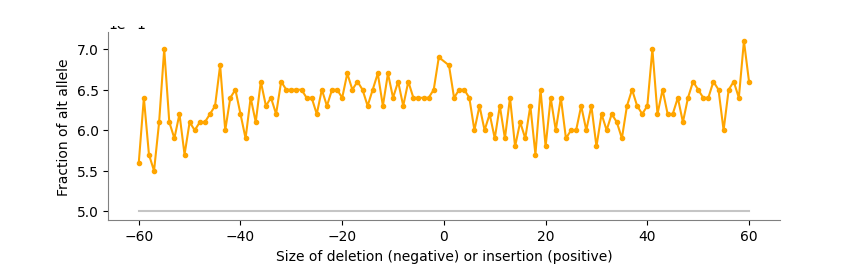 7.0
6.5
6.0
5.5
5.0
Fraction of alt allele
−60 −40 −20 0 20 40 60
Size of deletion (negative) or insertion (positive)